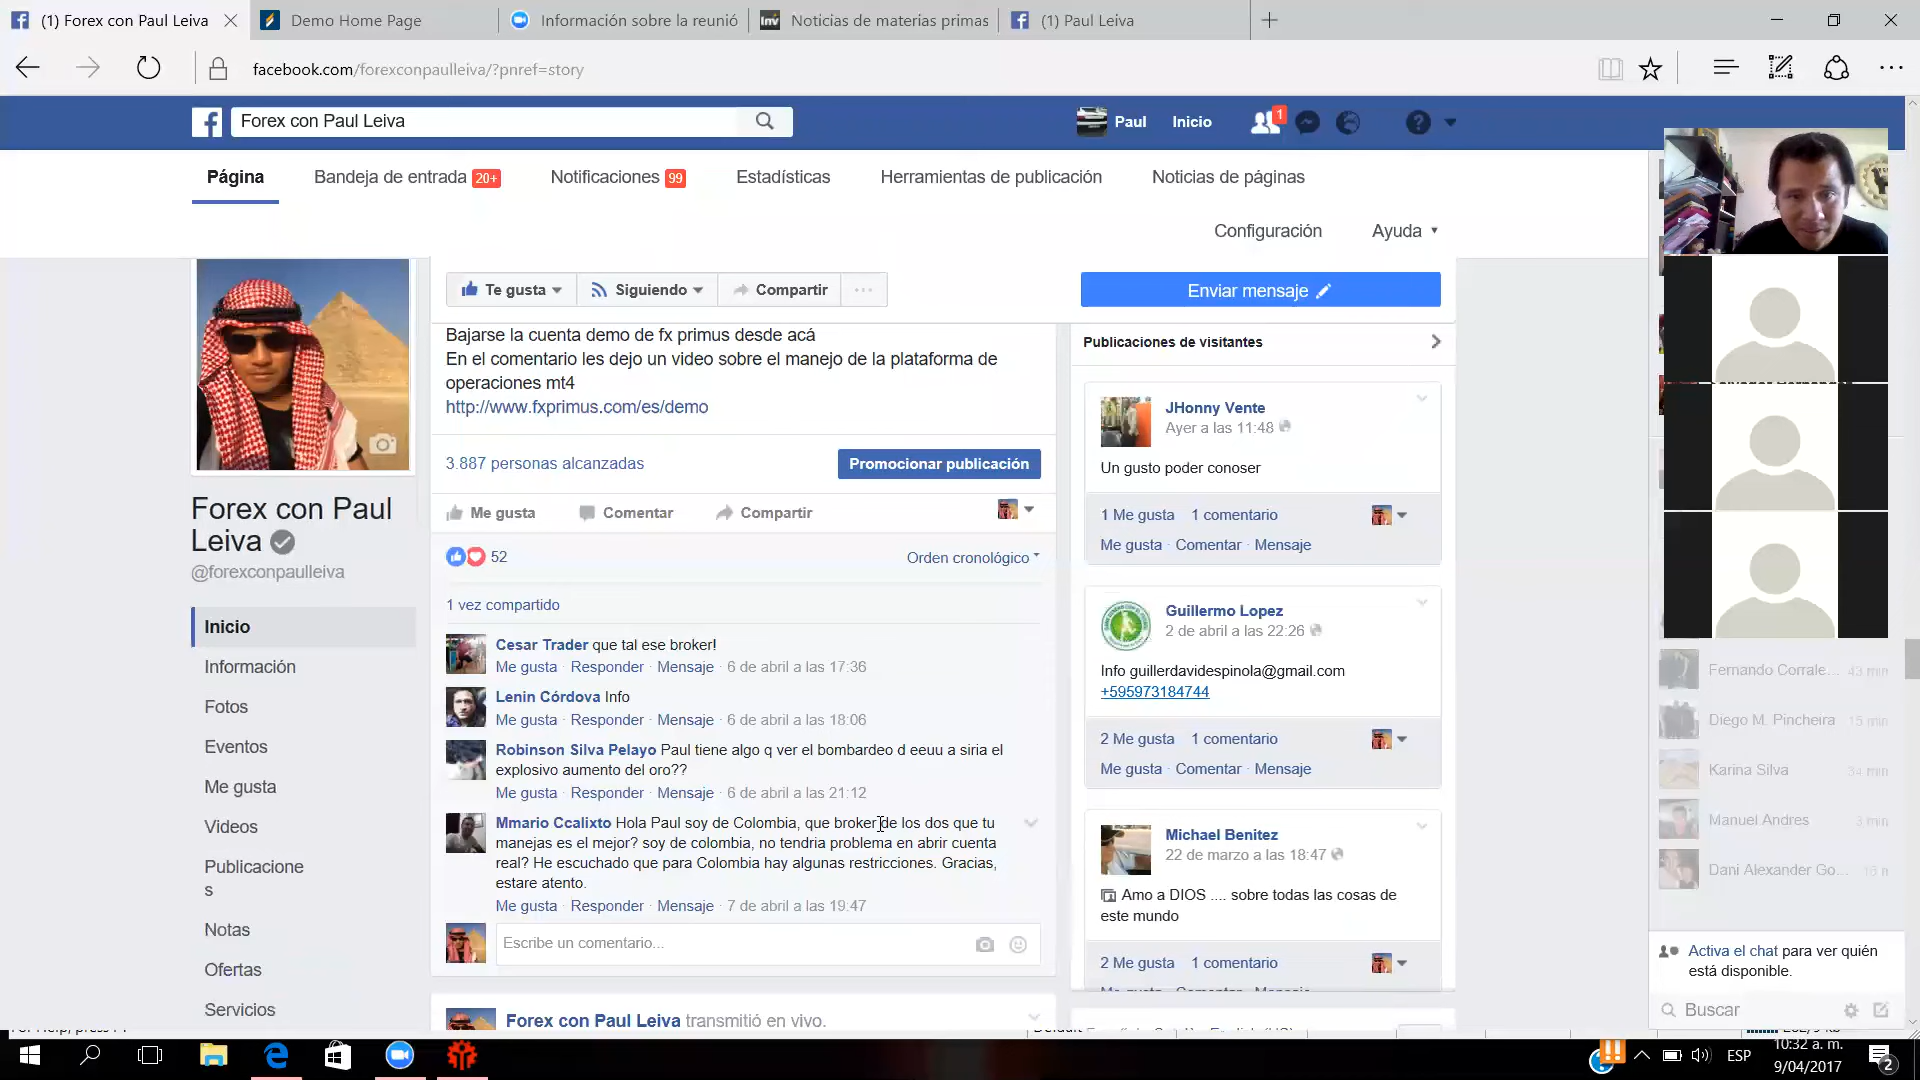 (1) Forex con Paul Leiva
Demo Home Page
Información sobre la reunió
Noticias de materias primas
(1) Paul Leiva
facebook.com/forexconpaulleiva/?pnref=story
Forex con Paul Leiva
Paul
Inicio
1
Página
Bandeja de entrada 20+
Notificaciones 99
Estadísticas
Herramientas de publicación
Noticias de páginas
Configuración
Ayuda
Te gusta
Siguiendo
Compartir
Enviar mensaje
Bajarse la cuenta demo de fx primus desde acá
En el comentario les dejo un video sobre el manejo de la plataforma de
operaciones mt4
http://www.fxprimus.com/es/demo
3.887 personas alcanzadas
Promocionar publicación
Me gusta
Comentar
Compartir
52
Orden cronológico
1 vez compartido
Cesar Trader que tal ese broker!
Me gusta · Responder · Mensaje · 6 de abril a las 17:36
Lenin Córdova Info
Me gusta · Responder · Mensaje · 6 de abril a las 18:06
Robinson Silva Pelayo Paul tiene algo q ver el bombardeo d eeuu a siria el
explosivo aumento del oro??
Me gusta · Responder · Mensaje · 6 de abril a las 21:12
Mmario Ccalixto Hola Paul soy de Colombia, que broker de los dos que tu
manejas es el mejor? soy de colombia, no tendria problema en abrir cuenta
real? He escuchado que para Colombia hay algunas restricciones. Gracias,
estare atento.
Me gusta · Responder · Mensaje · 7 de abril a las 19:47
Escribe un comentario...
Forex con Paul Leiva transmitió en vivo.
Forex con Paul
Leiva
@forexconpaulleiva
Inicio
Información
Fotos
Eventos
Me gusta
Videos
Publicacione
s
Notas
Ofertas
Servicios
Publicaciones de visitantes
JHonny Vente
Ayer a las 11:48
Un gusto poder conoser
1 Me gusta 1 comentario
Me gusta · Comentar · Mensaje
Guillermo Lopez
2 de abril a las 22:26
Info guillerdavidespinola@gmail.com
+595973184744
2 Me gusta 1 comentario
Me gusta · Comentar · Mensaje
Michael Benitez
22 de marzo a las 18:47
Amo a DIOS .... sobre todas las cosas de
este mundo
2 Me gusta 1 comentario
Me gusta · Comentar · Mensaje
Fernando Corrale... 43 min
Diego M. Pincheira 15 min
Karina Silva 34 min
Manuel Andres 3 min
Dani Alexander Go...
Activa el chat para ver quién
está disponible.
Buscar
ESP
10:32 a. m.
9/04/2017
2